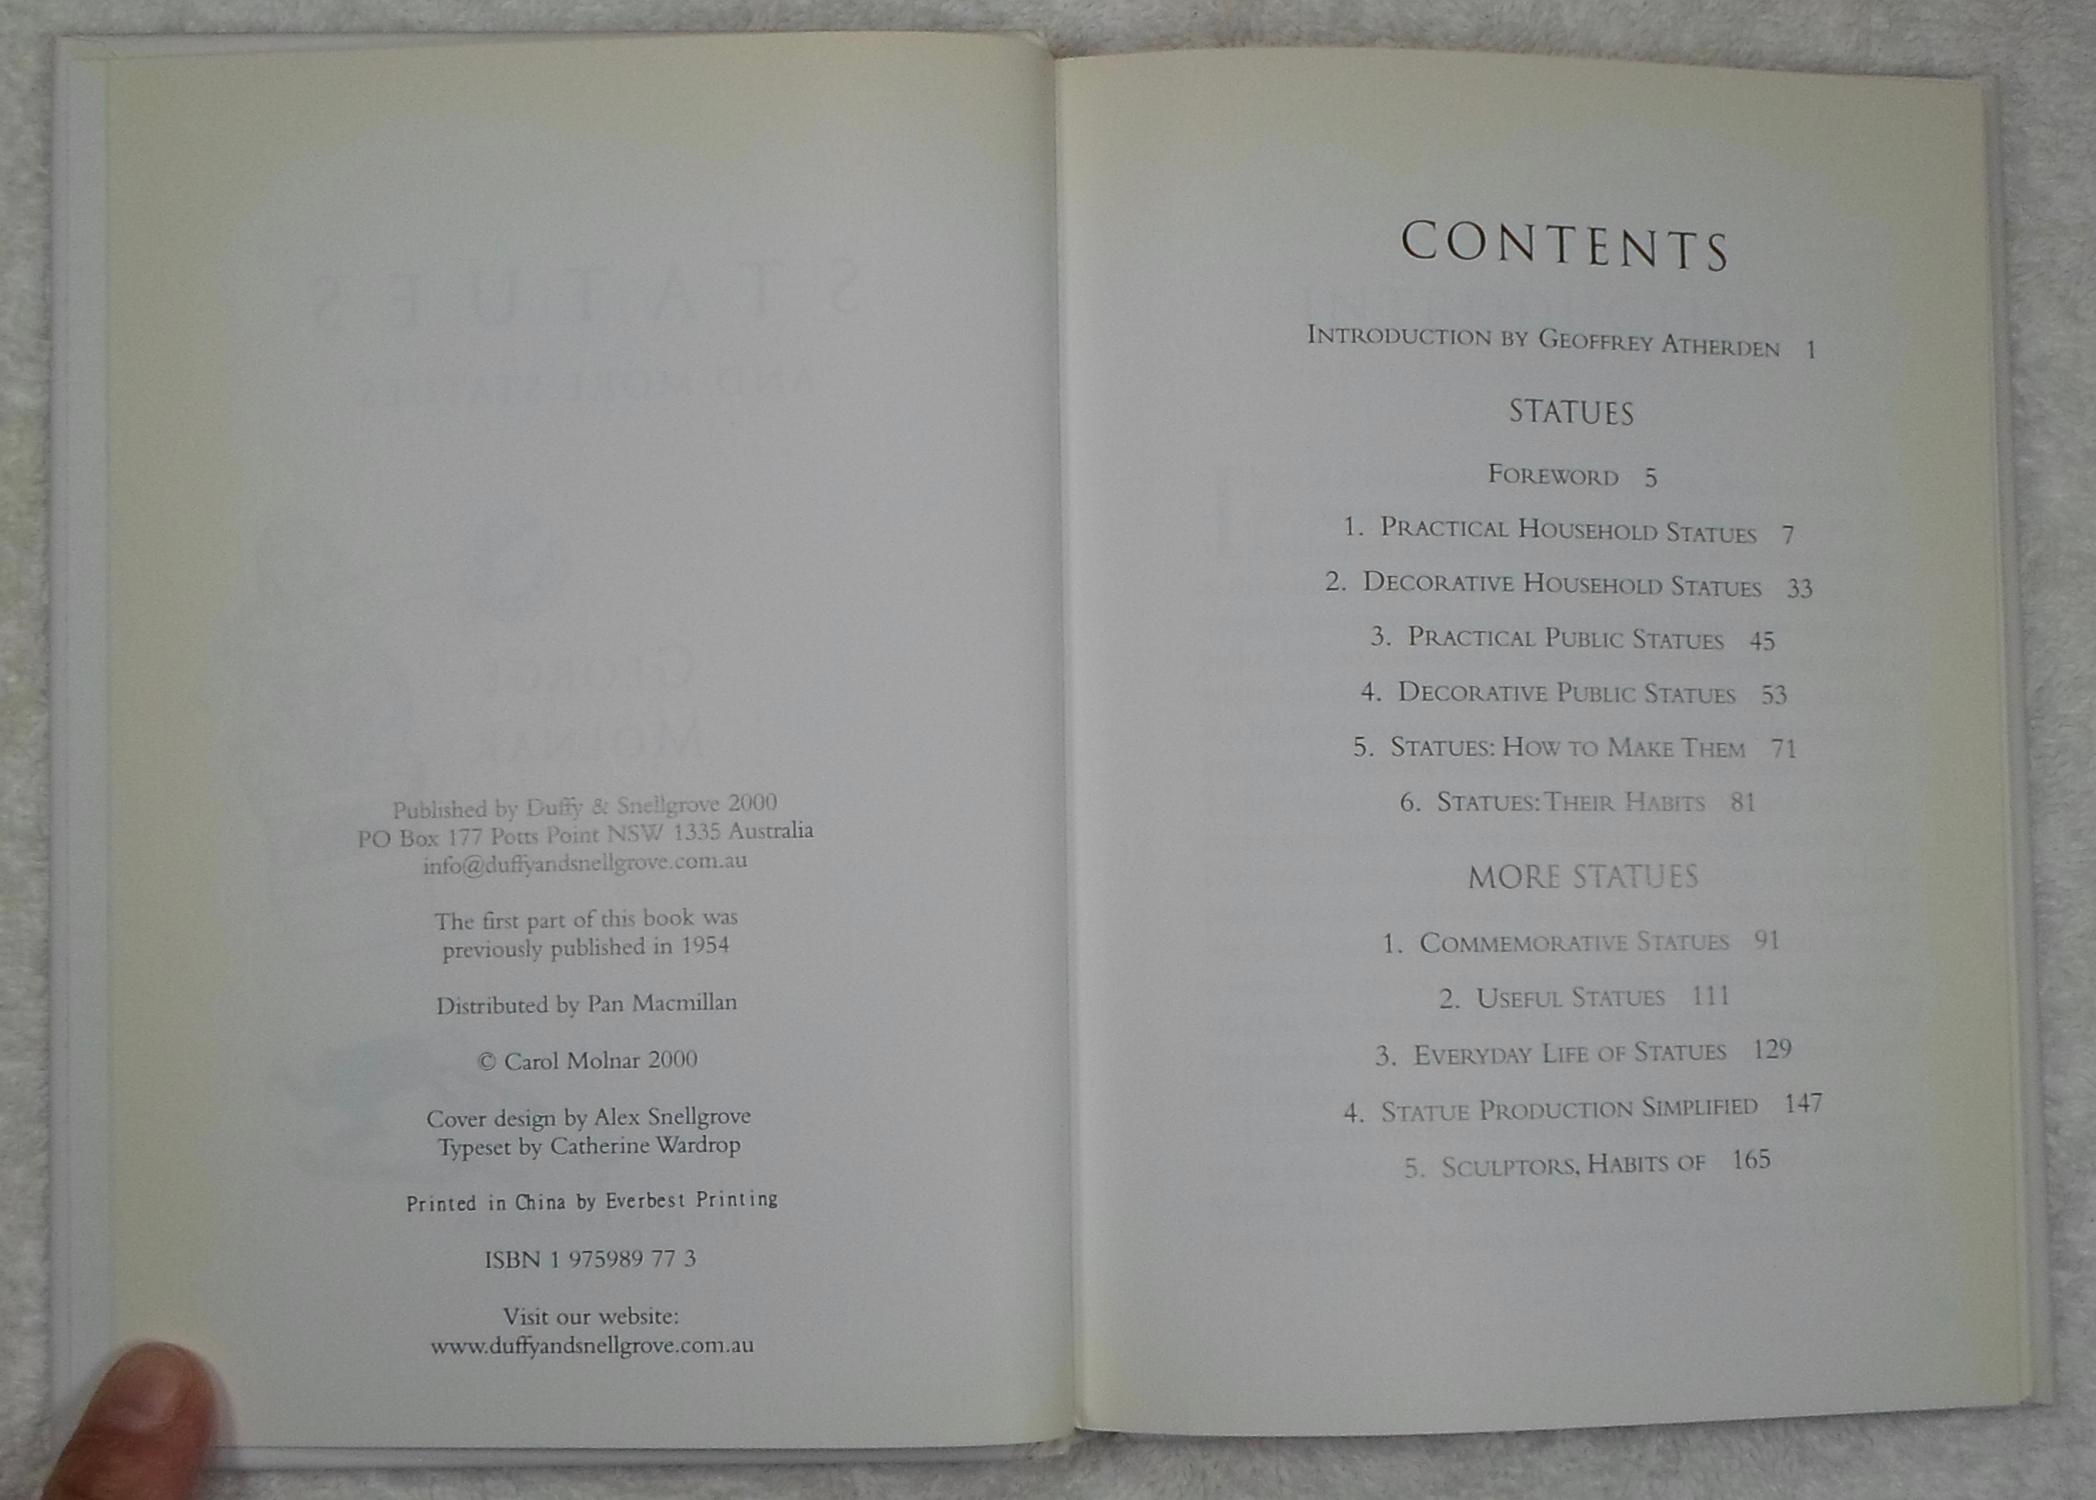 Published by Duffy & Snellgrove 2000
PO Box 177 Potts Point NSW 1335 Australia
info@duffyandsnellgrove.com.au
The first part of this book was
previously published in 1954
Distributed by Pan Macmillan
© Carol Molnar 2000
Cover design by Alex Snellgrove
Typeset by Catherine Wardrop
Printed in China by Everbest Printing
ISBN 1 975989 77 3
Visit our website:
www.duffyandsnellgrove.com.au
CONTENTS
INTRODUCTION BY GEOFFREY ATHERDEN 1
STATUES
FOREWORD 5
1. PRACTICAL HOUSEHOLD STATUES 7
2. DECORATIVE HOUSEHOLD STATUES 33
3. PRACTICAL PUBLIC STATUES 45
4. DECORATIVE PUBLIC STATUES 53
5. STATUES: HOW TO MAKE THEM 71
6. STATUES: THEIR HABITS 81
MORE STATUES
1. COMMEMORATIVE STATUES 91
2. USEFUL STATUES 111
3. EVERYDAY LIFE OF STATUES 129
4. STATUE PRODUCTION SIMPLIFIED 147
5. SCULPTORS, HABITS OF 165